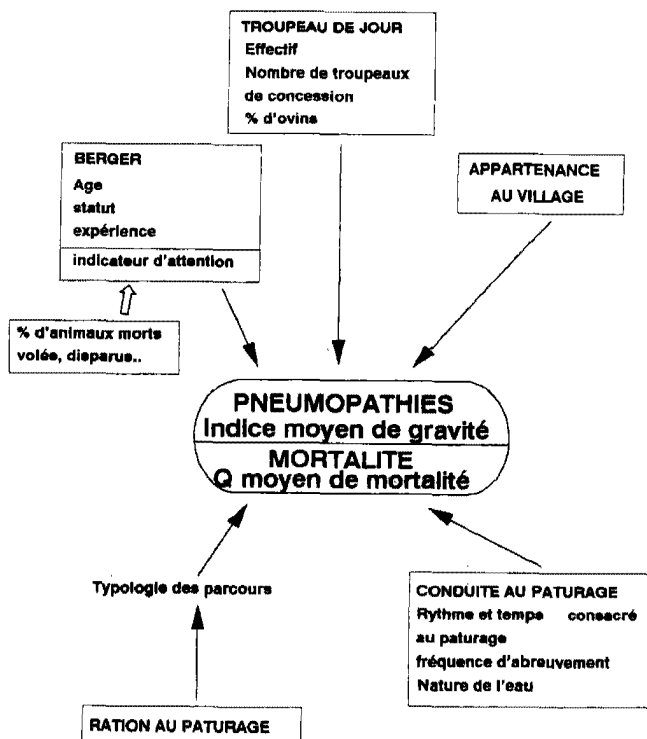 TROUPEAU DE JOUR
Effectif
Nombre de troupeaux
de concession
% d'ovins
BERGER
Age
statut
expérience
indicateur d'attention
% d'animaux morts
volés, disparus..
APPARTENANCE
AU VILLAGE
PNEUMOPATHIES
Indice moyen de gravité
MORTALITE
Q moyen de mortalité
Typologie des parcours
RATION AU PATURAGE
CONDUITE AU PATURAGE
Rythme et temps consacré
au paturage
fréquence d'abreuvement
Nature de l'eau